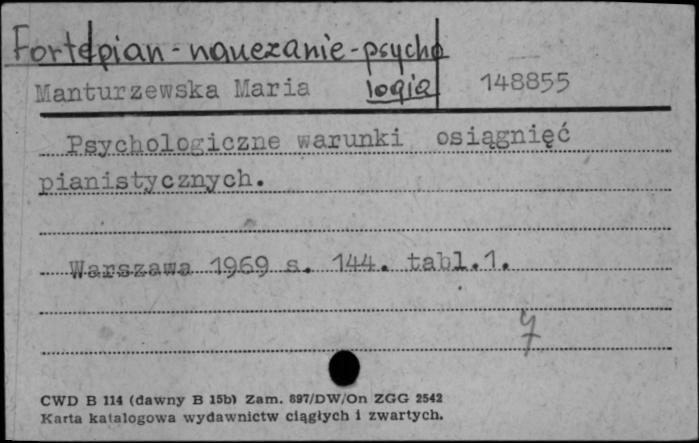 Fortepian - nauczanie - psycho
logia
Manturzewska Maria 148855
Psychologiczne warunki osiągnięć
pianistycznych.
Warszawa 1969 s. 144. tabl.1.
7
CWD B 114 (dawny B 15b) Zam. 897/DW/On ZGG 2542
Karta katalogowa wydawnictw ciągłych i zwartych.